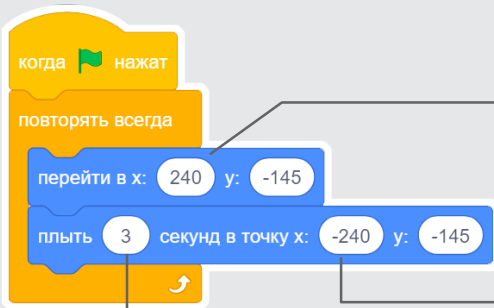 когда нажат
повторять всегда
перейти в x: 240 y: -145
плыть 3 секунд в точку x: -240 y: -145